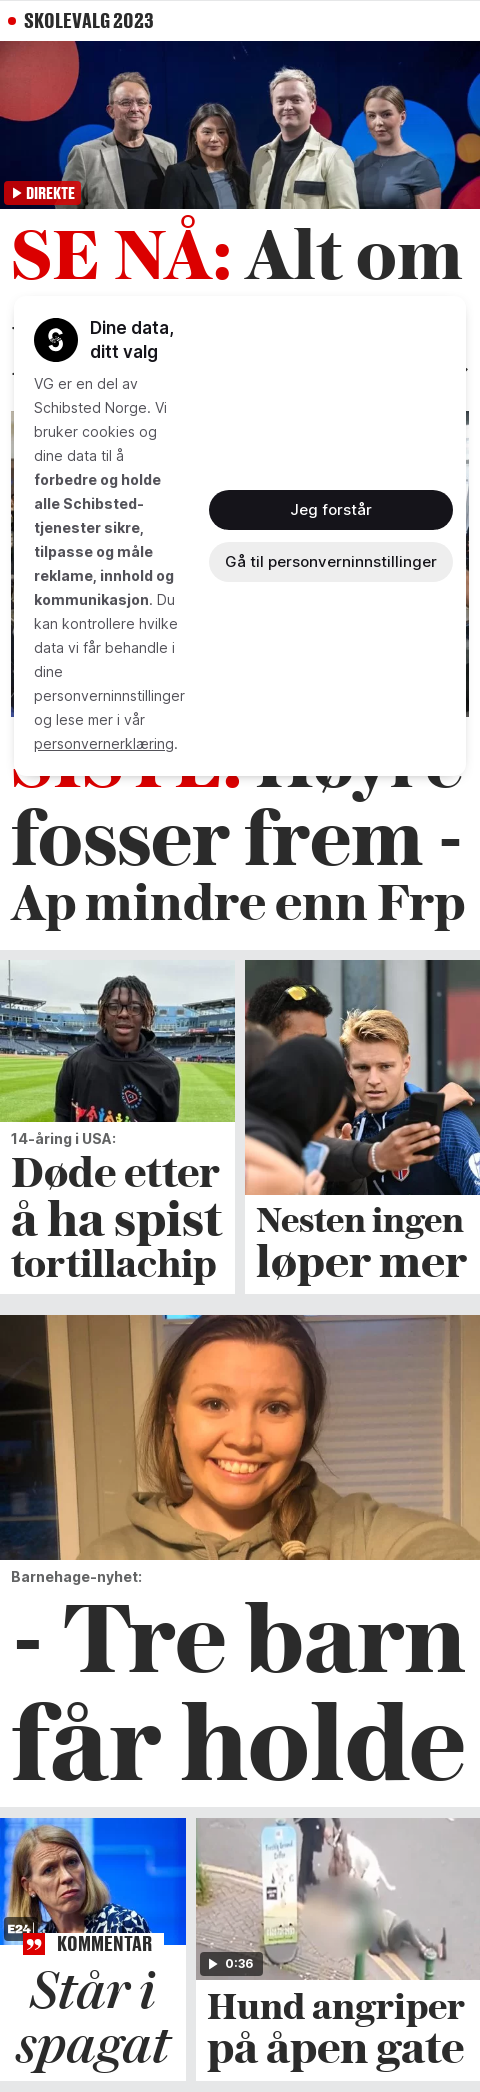 SKOLEVALG 2023
DIREKTE
SE NÅ: Alt om
Dine data,
ditt valg
VG er en del av
Schibsted Norge. Vi
bruker cookies og
dine data til å
forbedre og holde
alle Schibsted-
tjenester sikre,
tilpasse og måle
reklame, innhold og
kommunikasjon. Du
kan kontrollere hvilke
data vi får behandle i
dine
personverninnstillinger
og lese mer i vår
personvernerklæring.
Jeg forstår
Gå til personverninnstillinger
SISTE: Høyre
fosser frem -
Ap mindre enn Frp
14-åring i USA:
Døde etter
å ha spist
tortillachip
Nesten ingen
løper mer
Barnehage-nyhet:
- Tre barn
får holde
E24
KOMMENTAR
Står i
spagat
0:36
Hund angriper
på åpen gate